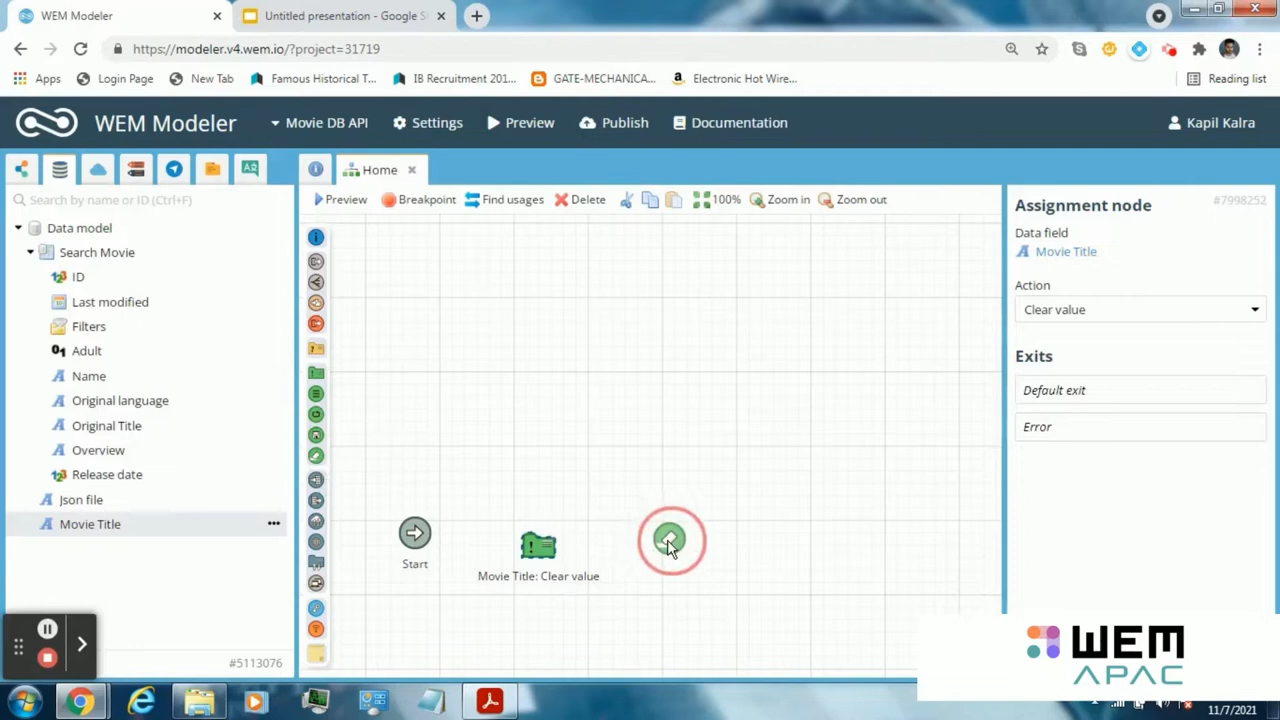 WEM Modeler
Untitled presentation - Google S
https://modeler.v4.wem.io/?project=31719
Apps
Login Page
New Tab
Famous Historical T...
IB Recruitment 201...
GATE-MECHANICA...
Electronic Hot Wire...
Reading list
WEM Modeler
Movie DB API
Settings
Preview
Publish
Documentation
Kapil Kalra
Home
Search by name or ID (Ctrl+F)
Preview
Breakpoint
Find usages
Delete
100%
Zoom in
Zoom out
Data model
Search Movie
ID
Last modified
Filters
Adult
Name
Original language
Original Title
Overview
Release date
Json file
Movie Title
#5113076
Start
Movie Title: Clear value
Assignment node
#7998252
Data field
Movie Title
Action
Clear value
Exits
Default exit
Error
WEM
APAC
11/7/2021